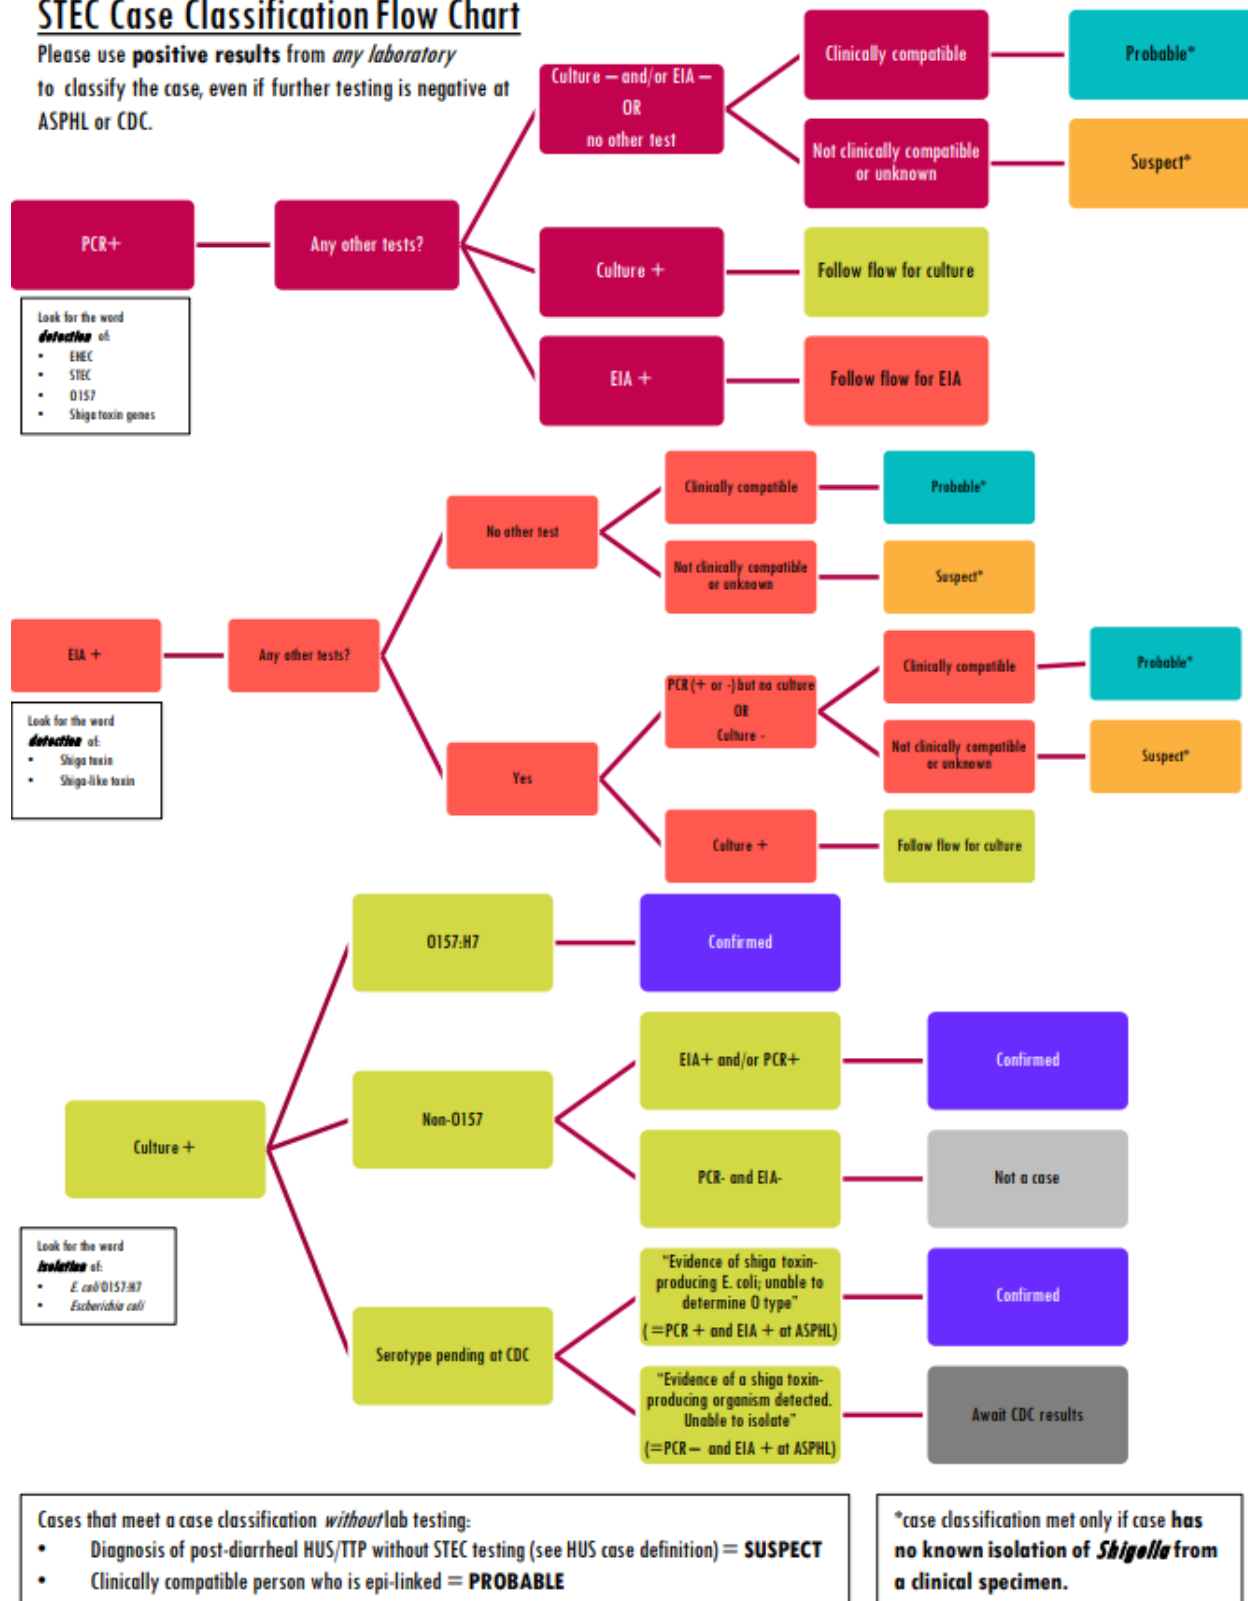 STEC Case Classification Flow Chart
Please use positive results from any laboratory
to classify the case, even if further testing is negative at
ASPHL or CDC.
PCR+
Any other tests?
Culture – and/or EIA –
OR
no other test
Clinically compatible
Probable*
Not clinically compatible
or unknown
Suspect*
Culture +
Follow flow for culture
EIA +
Follow flow for EIA
Look for the word
detection of:
• EHEC
• STEC
• O157
• Shiga toxin genes
EIA +
Any other tests?
No other test
Clinically compatible
Probable*
Not clinically compatible
or unknown
Suspect*
Yes
PCR (+ or -) but no culture
OR
Culture -
Clinically compatible
Probable*
Not clinically compatible
or unknown
Suspect*
Culture +
Follow flow for culture
Look for the word
detection of:
• Shiga toxin
• Shiga-like toxin
Culture +
O157:H7
Confirmed
Non-O157
EIA+ and/or PCR+
Confirmed
PCR- and EIA-
Not a case
Serotype pending at CDC
"Evidence of shiga toxin-
producing E. coli; unable to
determine O type"
(=PCR + and EIA + at ASPHL)
Confirmed
"Evidence of a shiga toxin-
producing organism detected.
Unable to isolate"
(=PCR – and EIA + at ASPHL)
Await CDC results
Look for the word
isolation of:
• E. coli O157:H7
• Escherichia coli
Cases that meet a case classification without lab testing:
• Diagnosis of post-diarrheal HUS/TTP without STEC testing (see HUS case definition) = SUSPECT
• Clinically compatible person who is epi-linked = PROBABLE
*case classification met only if case has
no known isolation of Shigella from
a clinical specimen.